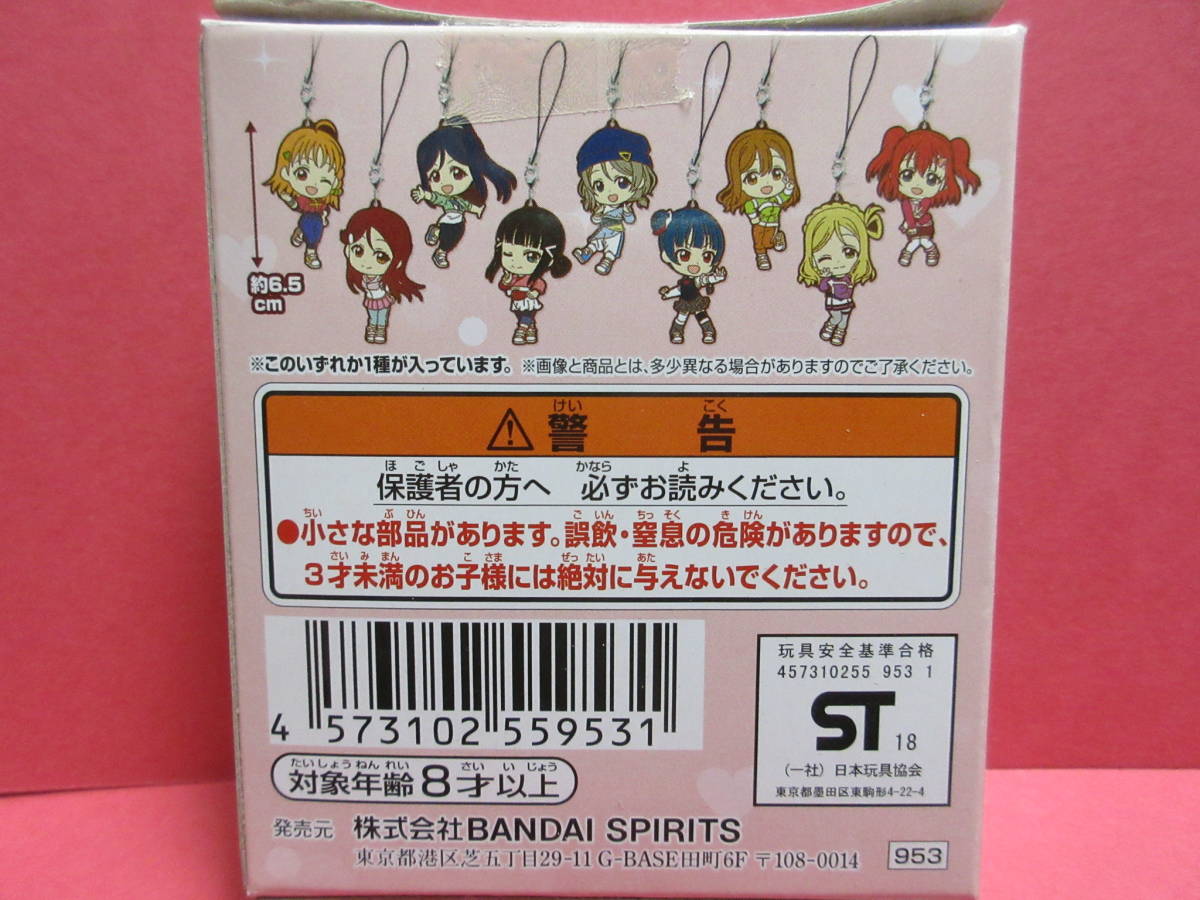 約6.5
cm
※このいずれか1種が入っています。 ※画像と商品とは、多少異なる場合がありますのでご了承ください。
けい こく
⚠警 告
ほごしゃ かた かなら よ
保護者の方へ 必ずお読みください。
ちい ぶひん ごいん ちっそく きけん
●小さな部品があります。誤飲・窒息の危険がありますので、
さいみまん こさま ぜったい あた
3才未満のお子様には絶対に与えないでください。
4 573102 559531
たいしょうねんれい さいいじょう
対象年齢8才以上
玩具安全基準合格
457310255 953 1
ST 18
(一社)日本玩具協会
東京都墨田区東駒形4-22-4
発売元 株式会社BANDAI SPIRITS
東京都港区芝五丁目29-11 G-BASE田町6F 〒108-0014
953